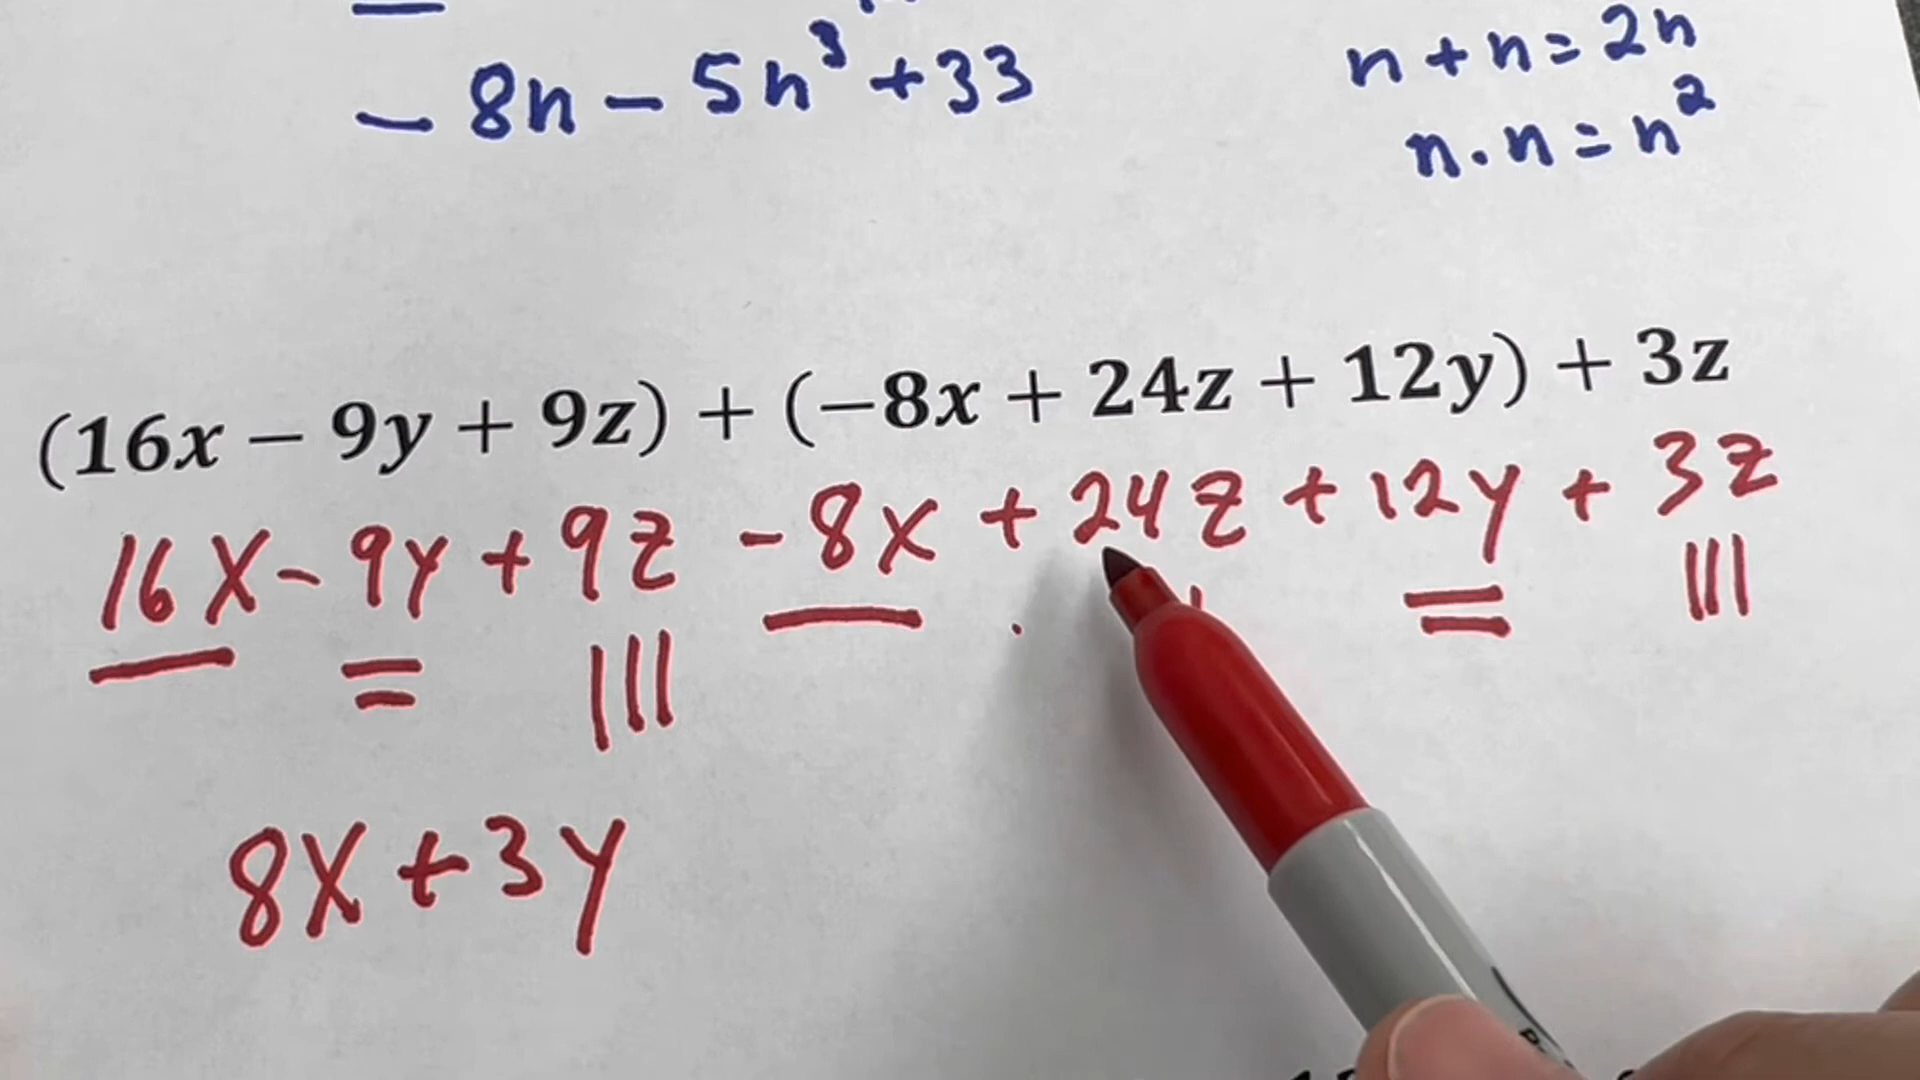 - 8n - 5n³ + 33
n + n = 2n
n · n = n²
(16x − 9y + 9z) + (−8x + 24z + 12y) + 3z
16x - 9y + 9z - 8x + 24z + 12y + 3z
8x + 3y